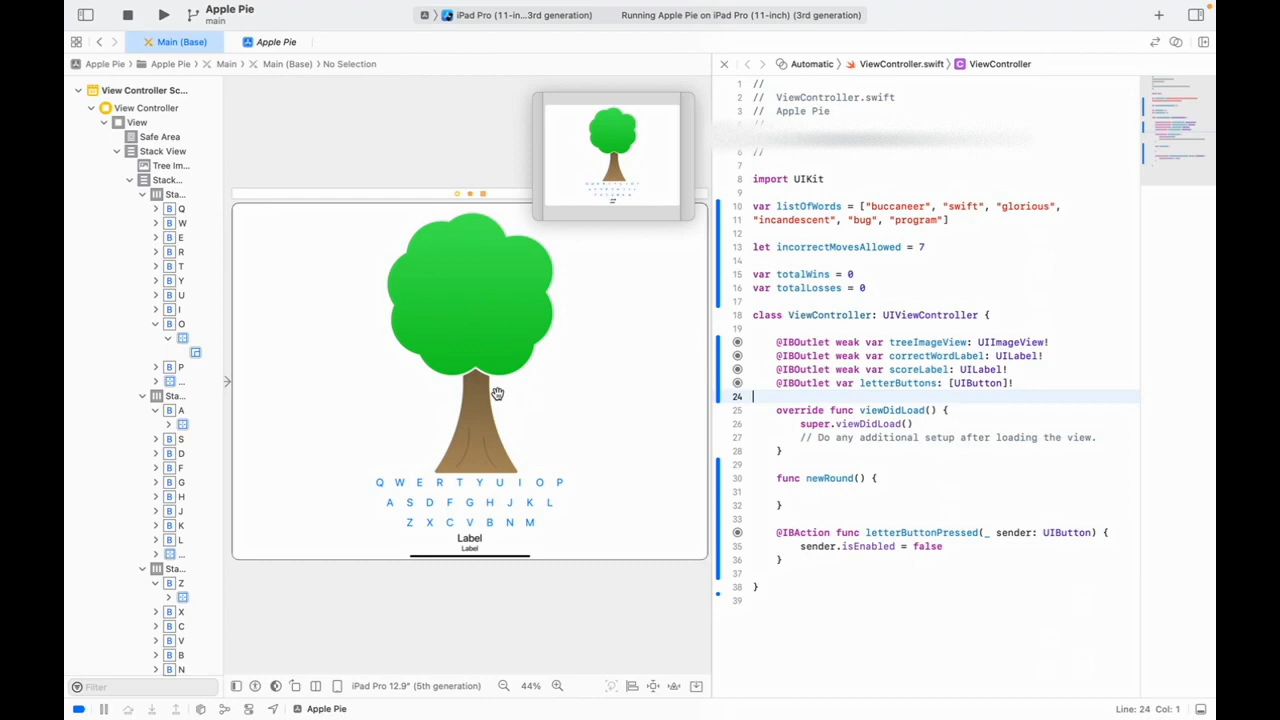 Apple Pie
main
iPad Pro (11-in...3rd generation)
Running Apple Pie on iPad Pro (11-inch) (3rd generation)
Main (Base)
Apple Pie
Apple Pie
Apple Pie
Main
Main (Base)
No Selection
Automatic
ViewController.swift
ViewController
View Controller Sc...
View Controller
View
Safe Area
Stack View
Tree Im...
Stack...
Sta...
B Q
B W
B E
B R
B T
B Y
B U
B I
B O
B P
...
Sta...
B A
B S
B D
B F
B G
B H
B J
B K
B L
...
Sta...
B Z
B X
B C
B V
B B
B N
Filter
Q W E R T Y U I O P
A S D F G H J K L
Z X C V B N M
Label
Label
iPad Pro 12.9" (5th generation)
44%
1 //
2 // ViewController.swift
3 // Apple Pie
6 //
7
8 import UIKit
9
10 var listOfWords = ["buccaneer", "swift", "glorious",
11 "incandescent", "bug", "program"]
12
13 let incorrectMovesAllowed = 7
14
15 var totalWins = 0
16 var totalLosses = 0
17
18 class ViewController: UIViewController {
19
@IBOutlet weak var treeImageView: UIImageView!
@IBOutlet weak var correctWordLabel: UILabel!
@IBOutlet weak var scoreLabel: UILabel!
@IBOutlet var letterButtons: [UIButton]!
24
25 override func viewDidLoad() {
26 super.viewDidLoad()
27 // Do any additional setup after loading the view.
28 }
29
30 func newRound() {
31
32 }
33
@IBAction func letterButtonPressed(_ sender: UIButton) {
35 sender.isEnabled = false
36 }
37
38 }
39
Apple Pie
Line: 24 Col: 1